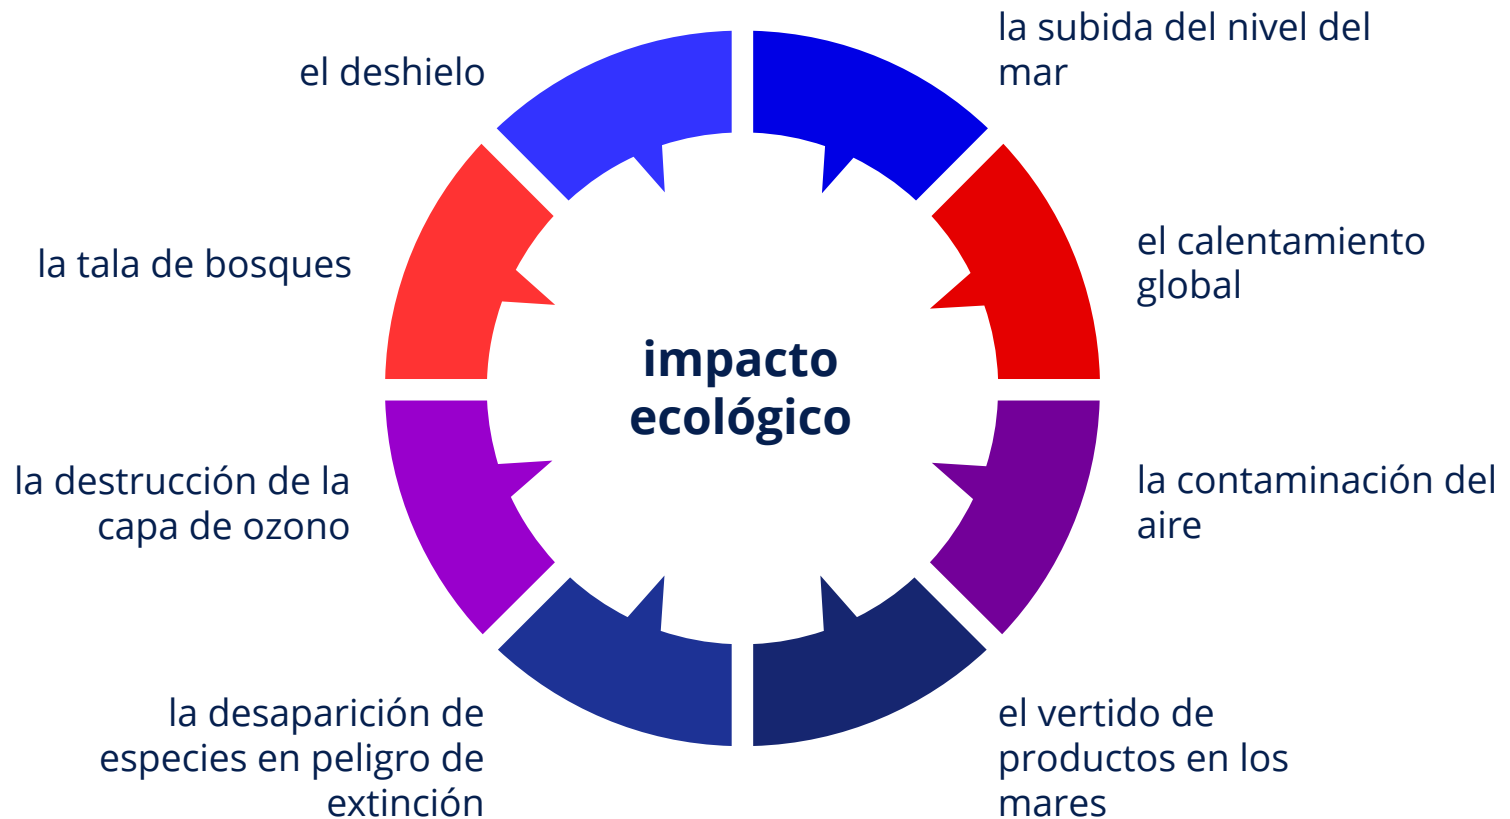 la subida del nivel del
mar
el calentamiento
global
la contaminación del
aire
el vertido de
productos en los
mares
la desaparición de
especies en peligro de
extinción
la destrucción de la
capa de ozono
la tala de bosques
el deshielo
impacto
ecológico